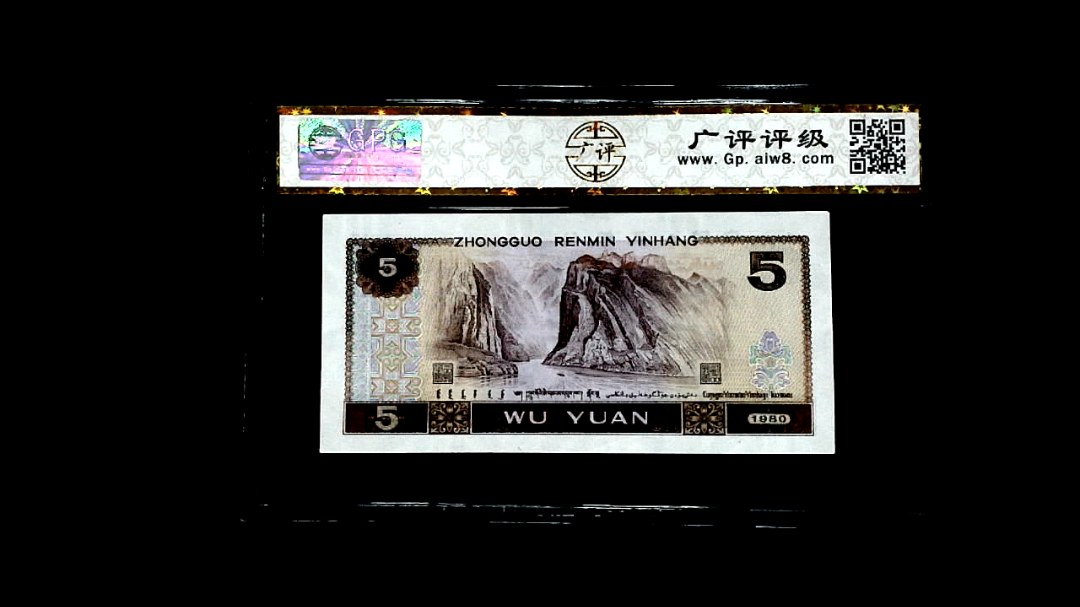 GPG
广评
广评评级
www.Gp.aiw8.com
ZHONGGUO RENMIN YINHANG
5
5
5
WU YUAN
1980